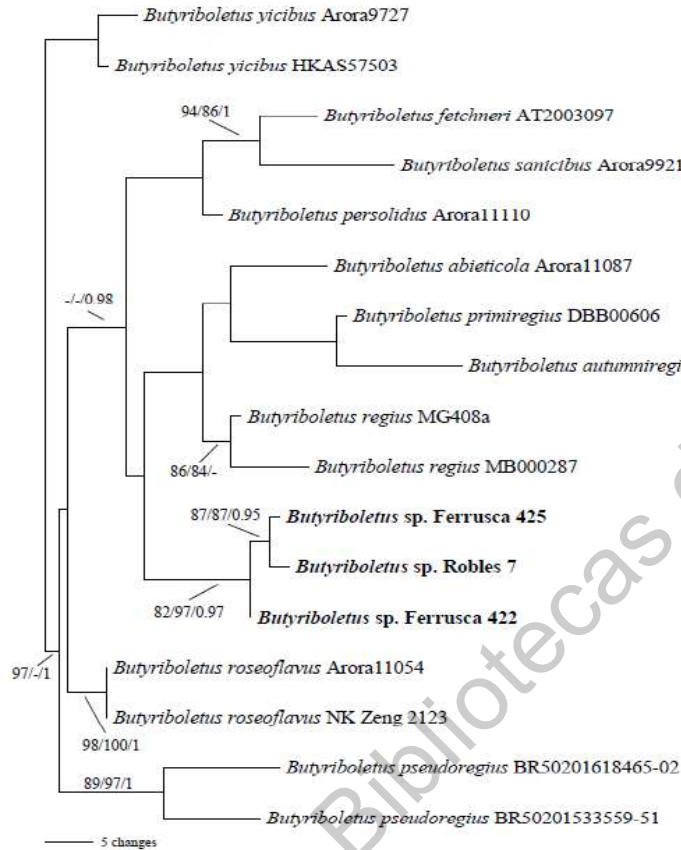 Butyriboletus yicibus Arora9727
Butyriboletus yicibus HKAS57503
94/86/1
Butyriboletus fetchneri AT2003097
Butyriboletus sanicibus Arora9921
Butyriboletus persolidus Arora11110
Butyriboletus abieticola Arora11087
-/-/0.98
Butyriboletus primiregius DBB00606
Butyriboletus autumniregi
Butyriboletus regius MG408a
86/84/-
Butyriboletus regius MB000287
87/87/0.95
Butyriboletus sp. Ferrusca 425
Butyriboletus sp. Robles 7
82/97/0.97
Butyriboletus sp. Ferrusca 422
97/-/1
Butyriboletus roseoflavus Arora11054
Butyriboletus roseoflavus NK Zeng 2123
98/100/1
Butyriboletus pseudoregius BR50201618465-02
89/97/1
Butyriboletus pseudoregius BR50201533559-51
5 changes
Bibliotecas